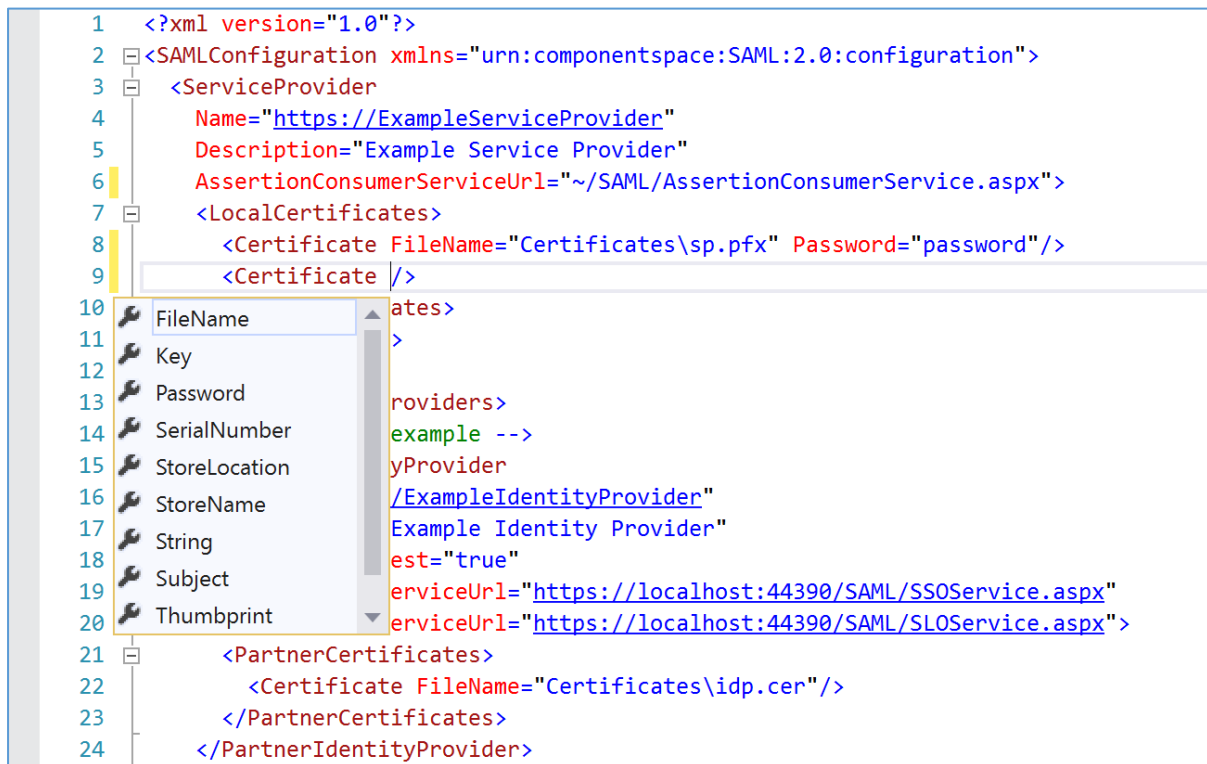 1 <?xml version="1.0"?>
2 <SAMLConfiguration xmlns="urn:componentspace:SAML:2.0:configuration">
3 <ServiceProvider
4 Name="https://ExampleServiceProvider"
5 Description="Example Service Provider"
6 AssertionConsumerServiceUrl="~/SAML/AssertionConsumerService.aspx">
7 <LocalCertificates>
8 <Certificate FileName="Certificates\sp.pfx" Password="password"/>
9 <Certificate />
10 FileName ates>
11 Key >
12 Password
13 SerialNumber roviders>
14 StoreLocation example -->
15 StoreName yProvider
16 String /ExampleIdentityProvider"
17 Subject Example Identity Provider"
18 Thumbprint est="true"
19 erviceUrl="https://localhost:44390/SAML/SSOService.aspx"
20 erviceUrl="https://localhost:44390/SAML/SLOService.aspx">
21 <PartnerCertificates>
22 <Certificate FileName="Certificates\idp.cer"/>
23 </PartnerCertificates>
24 </PartnerIdentityProvider>